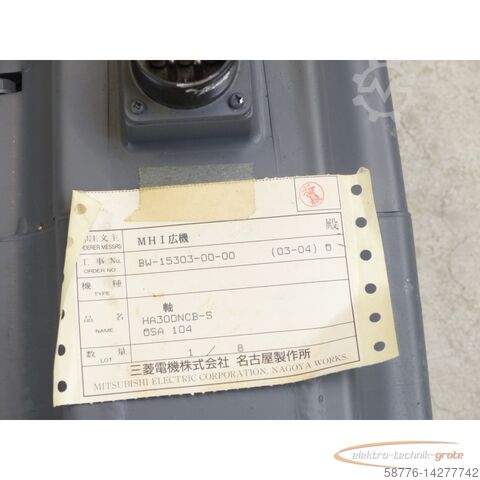 注文主 MHI広機 殿
ORDERER MESSRS
工事No. BW-15303-00-00 (03-04)
ORDER NO
機種
TYPE
軸
品名 HA300NCB-S
NAME OSA 104
数量 1 / 8
LOT
三菱電機株式会社 名古屋製作所
MITSUBISHI ELECTRIC CORPORATION, NAGOYA WORKS.
elektro-technik-grote
58776-14277742